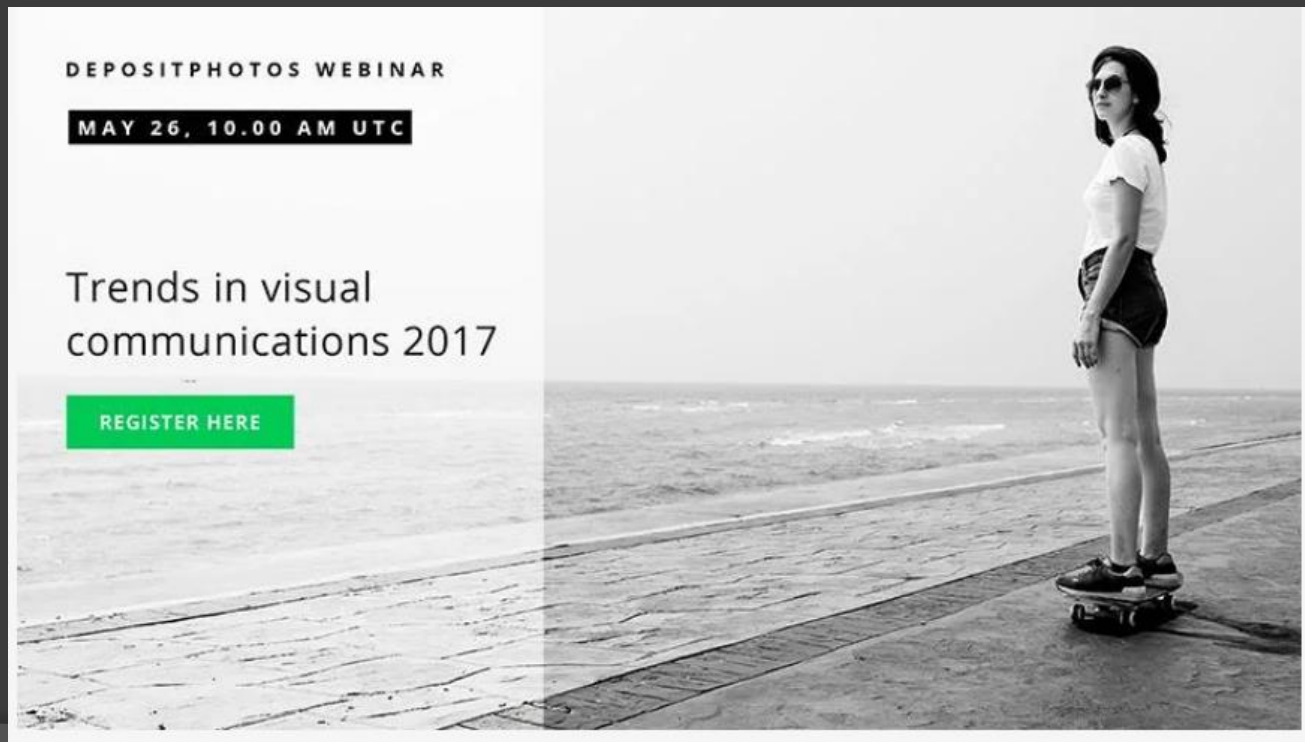 DEPOSITPHOTOS WEBINAR
MAY 26, 10.00 AM UTC
Trends in visual
communications 2017
REGISTER HERE